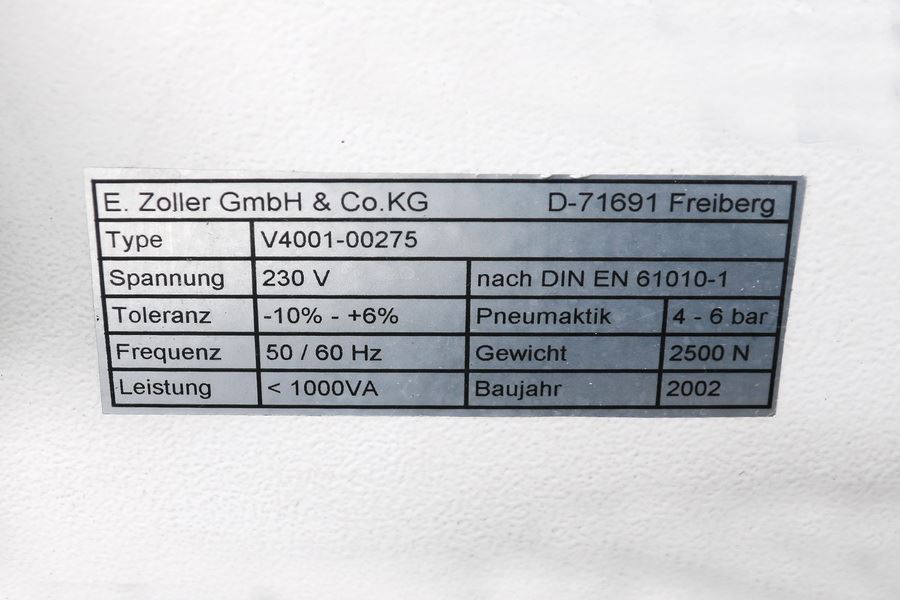 E. Zoller GmbH & Co.KG D-71691 Freiberg
Type V4001-00275
Spannung 230 V nach DIN EN 61010-1
Toleranz -10% - +6% Pneumaktik 4 - 6 bar
Frequenz 50 / 60 Hz Gewicht 2500 N
Leistung < 1000VA Baujahr 2002